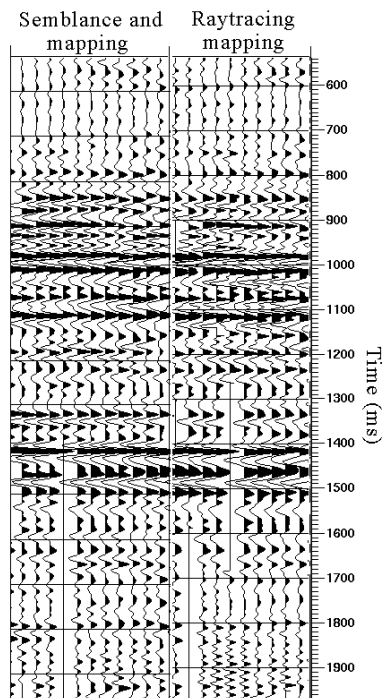 Semblance and
mapping
Raytracing
mapping
600
700
800
900
1000
1100
1200
1300
1400
1500
1600
1700
1800
1900
Time (ms)